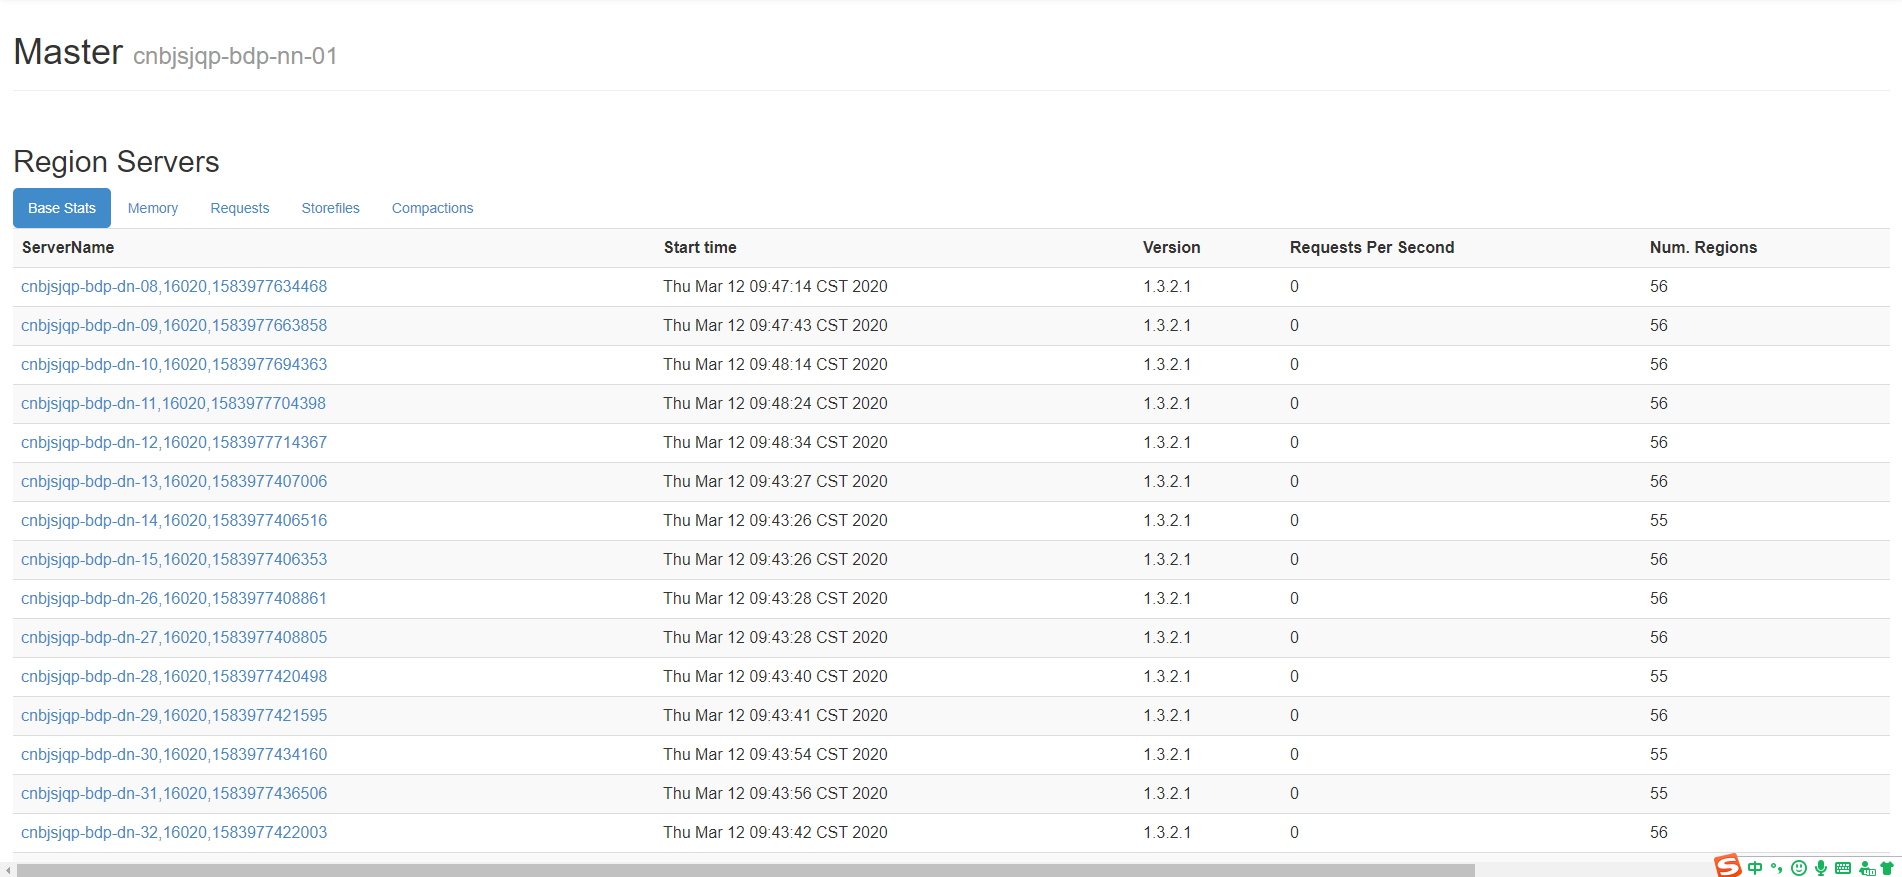 Master cnbjsjqp-bdp-nn-01
Region Servers
Base Stats Memory Requests Storefiles Compactions
ServerName Start time Version Requests Per Second Num. Regions
cnbjsjqp-bdp-dn-08,16020,1583977634468 Thu Mar 12 09:47:14 CST 2020 1.3.2.1 0 56
cnbjsjqp-bdp-dn-09,16020,1583977663858 Thu Mar 12 09:47:43 CST 2020 1.3.2.1 0 56
cnbjsjqp-bdp-dn-10,16020,1583977694363 Thu Mar 12 09:48:14 CST 2020 1.3.2.1 0 56
cnbjsjqp-bdp-dn-11,16020,1583977704398 Thu Mar 12 09:48:24 CST 2020 1.3.2.1 0 56
cnbjsjqp-bdp-dn-12,16020,1583977714367 Thu Mar 12 09:48:34 CST 2020 1.3.2.1 0 56
cnbjsjqp-bdp-dn-13,16020,1583977407006 Thu Mar 12 09:43:27 CST 2020 1.3.2.1 0 56
cnbjsjqp-bdp-dn-14,16020,1583977406516 Thu Mar 12 09:43:26 CST 2020 1.3.2.1 0 55
cnbjsjqp-bdp-dn-15,16020,1583977406353 Thu Mar 12 09:43:26 CST 2020 1.3.2.1 0 56
cnbjsjqp-bdp-dn-26,16020,1583977408861 Thu Mar 12 09:43:28 CST 2020 1.3.2.1 0 56
cnbjsjqp-bdp-dn-27,16020,1583977408805 Thu Mar 12 09:43:28 CST 2020 1.3.2.1 0 56
cnbjsjqp-bdp-dn-28,16020,1583977420498 Thu Mar 12 09:43:40 CST 2020 1.3.2.1 0 55
cnbjsjqp-bdp-dn-29,16020,1583977421595 Thu Mar 12 09:43:41 CST 2020 1.3.2.1 0 56
cnbjsjqp-bdp-dn-30,16020,1583977434160 Thu Mar 12 09:43:54 CST 2020 1.3.2.1 0 55
cnbjsjqp-bdp-dn-31,16020,1583977436506 Thu Mar 12 09:43:56 CST 2020 1.3.2.1 0 55
cnbjsjqp-bdp-dn-32,16020,1583977422003 Thu Mar 12 09:43:42 CST 2020 1.3.2.1 0 56
S 中